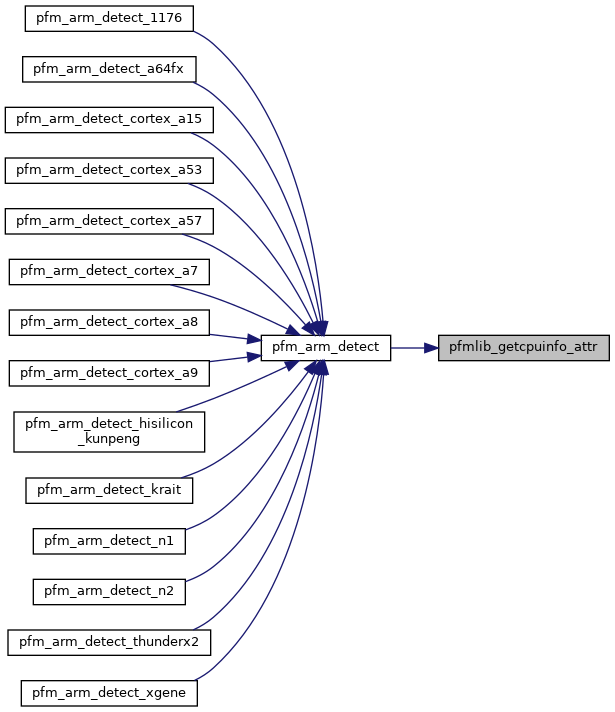 pfm_arm_detect_1176
pfm_arm_detect_a64fx
pfm_arm_detect_cortex_a15
pfm_arm_detect_cortex_a53
pfm_arm_detect_cortex_a57
pfm_arm_detect_cortex_a7
pfm_arm_detect_cortex_a8
pfm_arm_detect_cortex_a9
pfm_arm_detect_hisilicon
_kunpeng
pfm_arm_detect_krait
pfm_arm_detect_n1
pfm_arm_detect_n2
pfm_arm_detect_thunderx2
pfm_arm_detect_xgene
pfm_arm_detect
pfmlib_getcpuinfo_attr